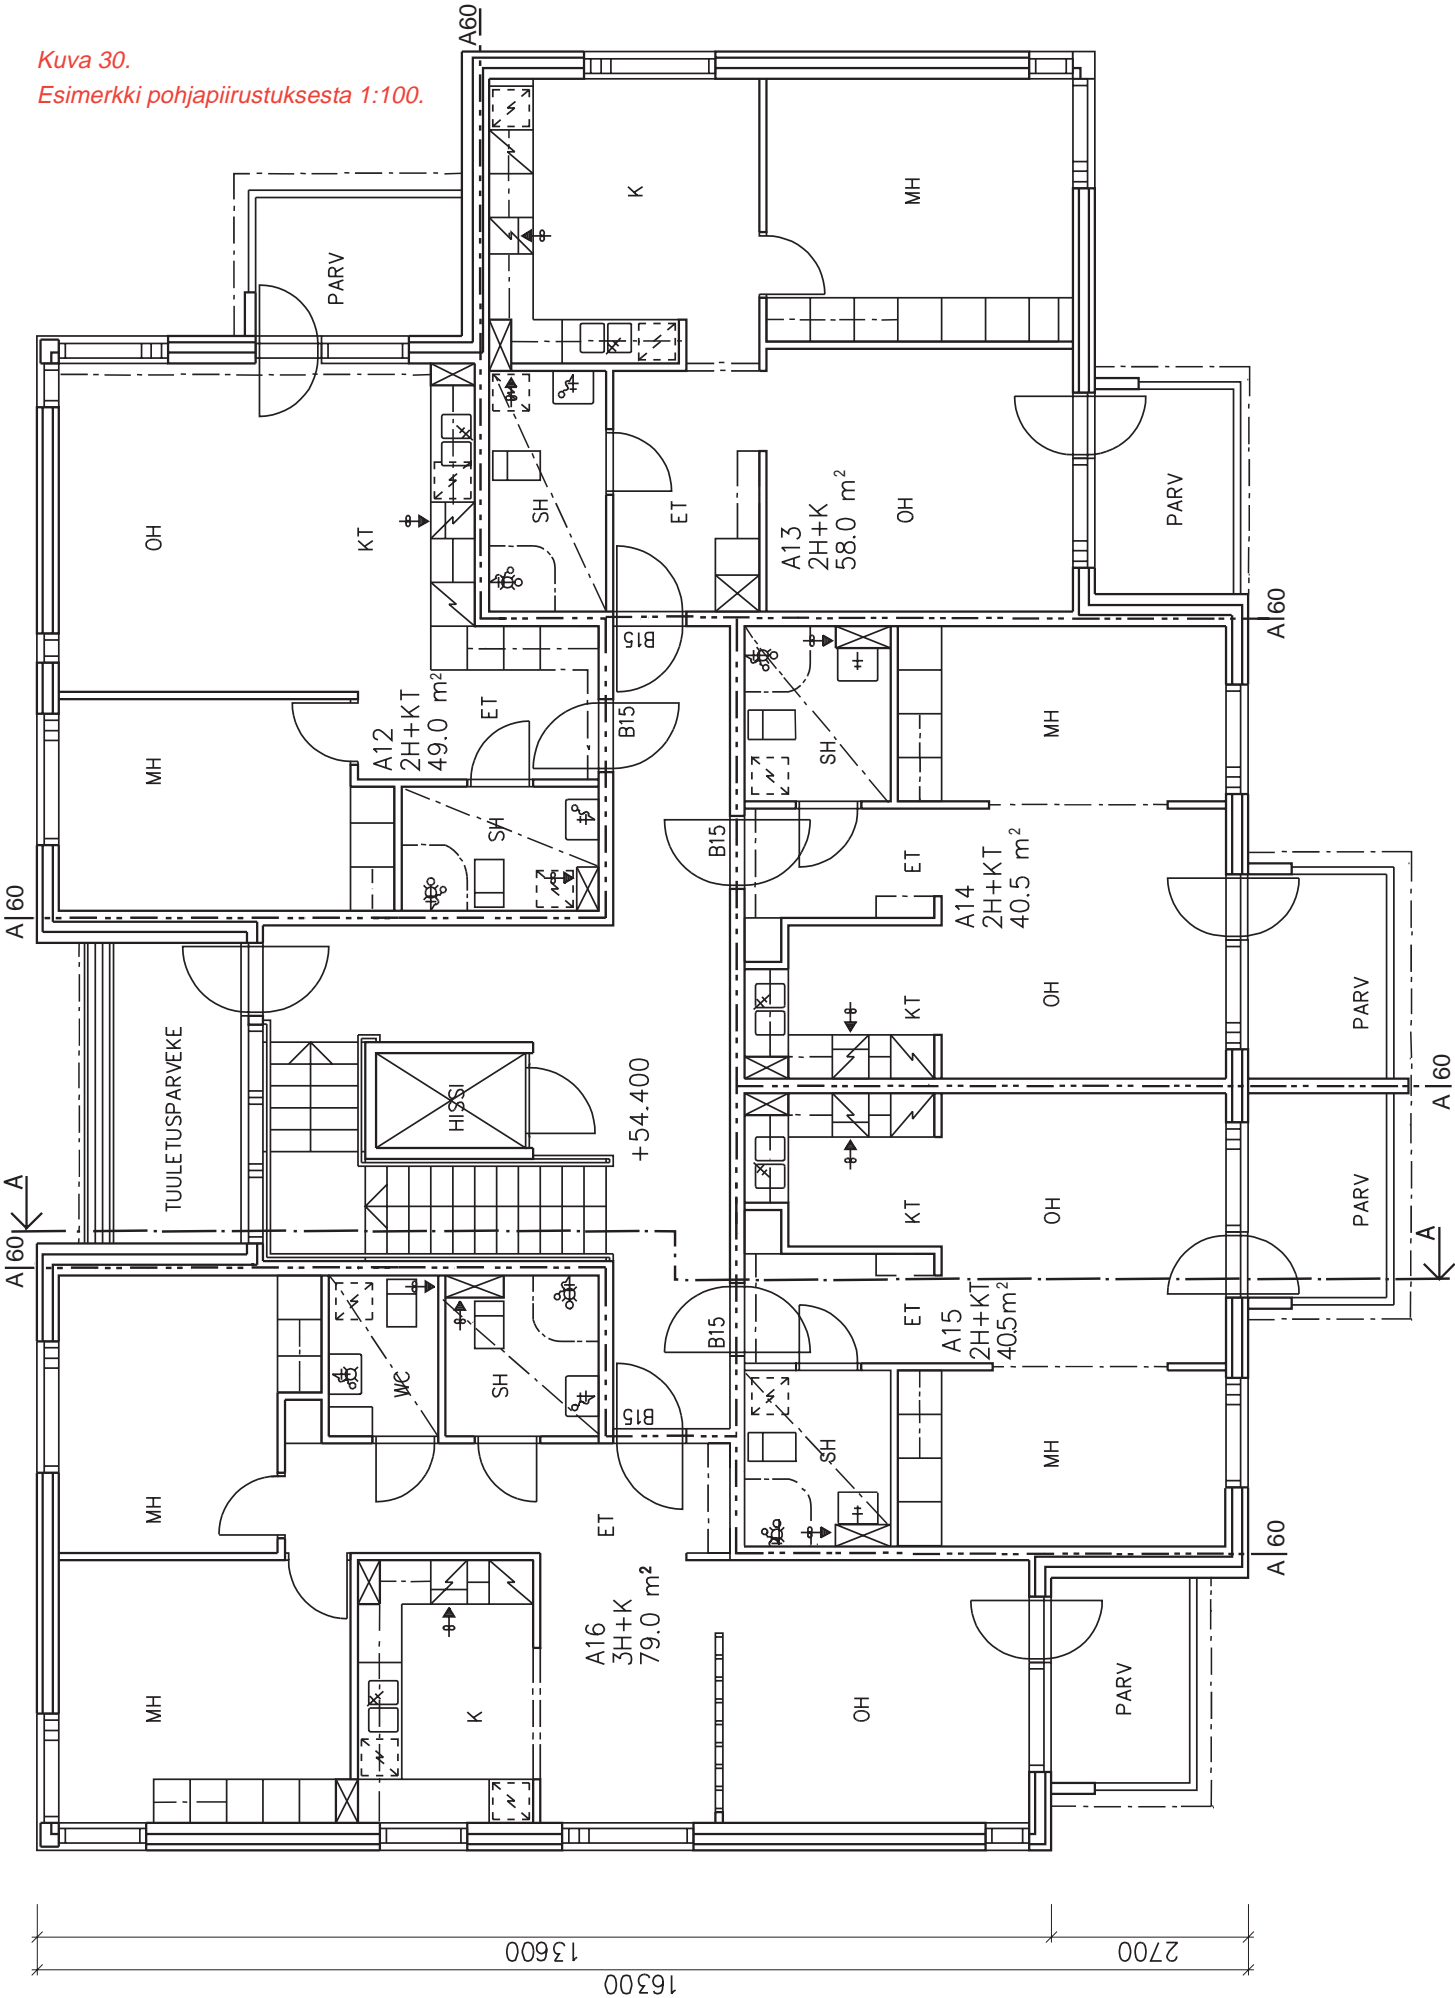 Kuva 30.
Esimerkki pohjapiirustuksesta 1:100.
A60
K
MH
PARV
OH
KT
SH
ET
A13
2H+K
58.0 m²
OH
PARV
A 60
B15
B15
A12
2H+KT
49.0 m²
ET
MH
SH
A 60
SH
MH
B15
ET
A14
2H+KT
40.5 m²
KT
OH
PARV
TUULETUSPARVEKE
HISSI
+54.400
A 60
KT
OH
PARV
A
A 60
A
B15
ET
A15
2H+KT
40.5m²
WC
SH
B15
SH
MH
MH
ET
A 60
A16
3H+K
79.0 m²
MH
K
OH
PARV
13600
2700
16300